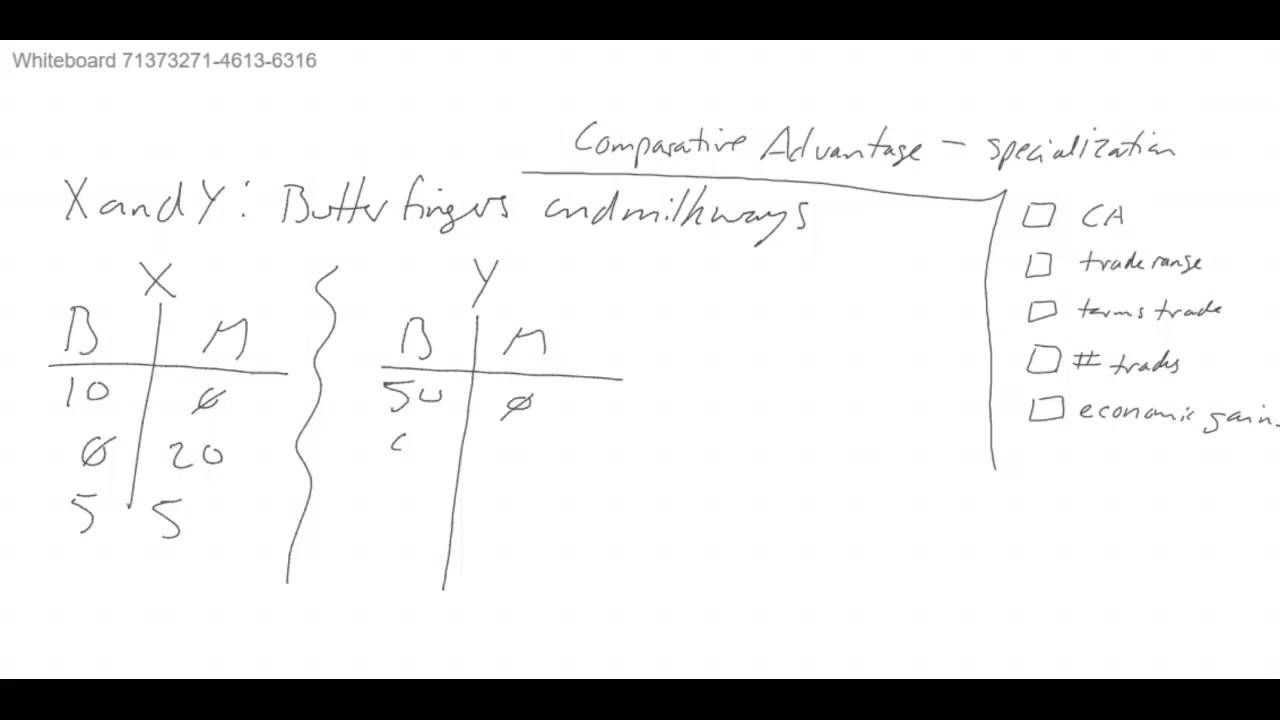 Whiteboard 71373271-4613-6316
Comparative Advantage – specialization
X and Y: Butterfingers and milkways
X
B M
10 ∅
∅ 20
5 5
Y
B M
50 ∅
CA
trade range
terms trade
# trades
economic gains